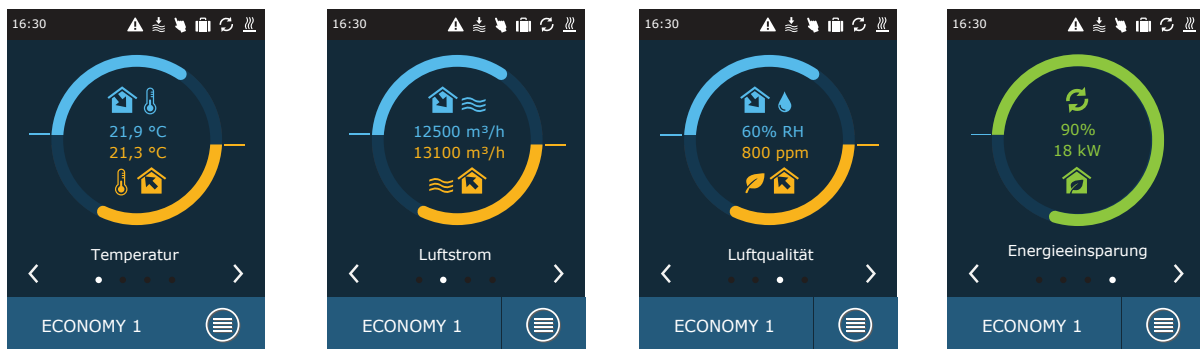 16:30
21,9 °C
21,3 °C
Temperatur
ECONOMY 1
16:30
12500 m³/h
13100 m³/h
Luftstrom
ECONOMY 1
16:30
60% RH
800 ppm
Luftqualität
ECONOMY 1
16:30
90%
18 kW
Energieeinsparung
ECONOMY 1